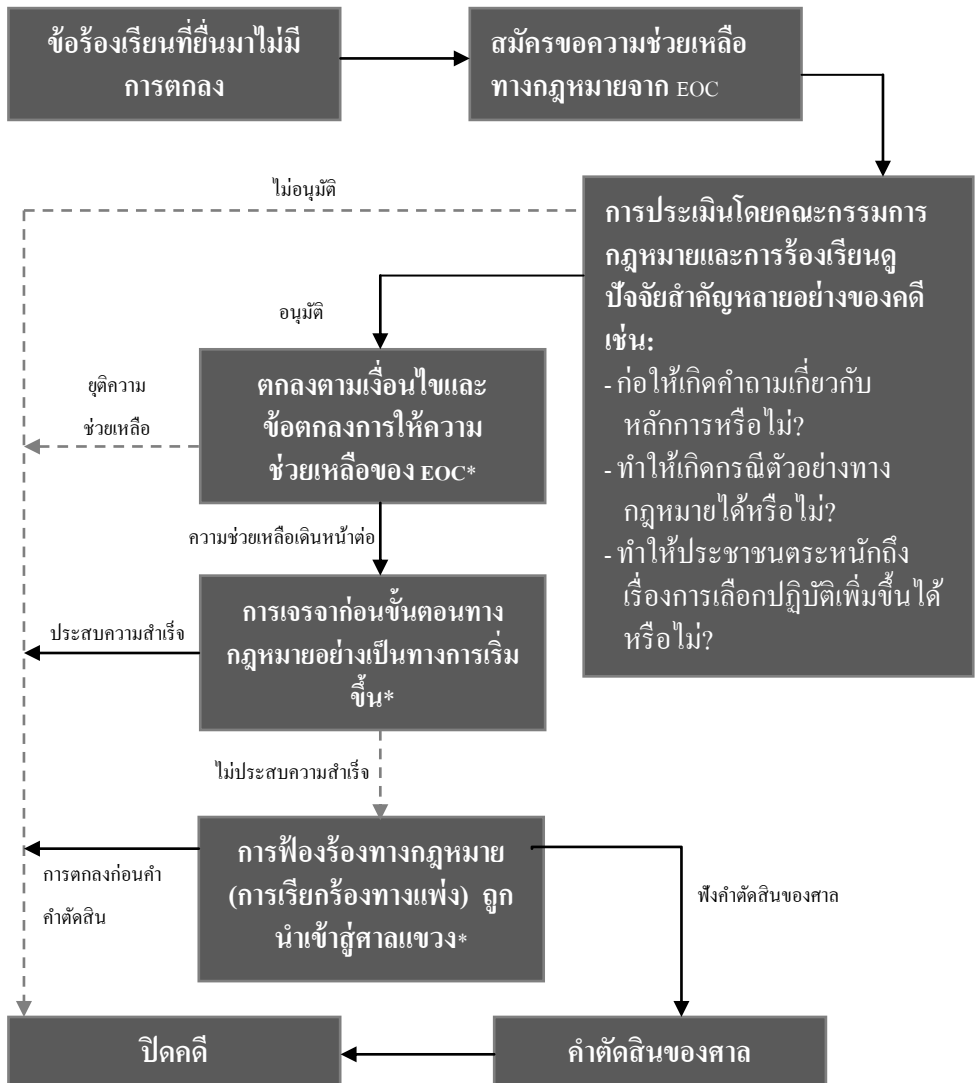 ข้อร้องเรียนที่ยื่นมาไม่มี
การตกลง
สมัครขอความช่วยเหลือ
ทางกฎหมายจาก EOC
ไม่อนุมัติ
การประเมินโดยคณะกรรมการ
กฎหมายและการร้องเรียนดู
ปัจจัยสำคัญหลายอย่างของคดี
เช่น:
- ก่อให้เกิดคำถามเกี่ยวกับ
หลักการหรือไม่?
- ทำให้เกิดกรณีตัวอย่างทาง
กฎหมายได้หรือไม่?
- ทำให้ประชาชนตระหนักถึง
เรื่องการเลือกปฏิบัติเพิ่มขึ้นได้
หรือไม่?
อนุมัติ
ยุติความ
ช่วยเหลือ
ตกลงตามเงื่อนไขและ
ข้อตกลงการให้ความ
ช่วยเหลือของ EOC*
ความช่วยเหลือเดินหน้าต่อ
ประสบความสำเร็จ
การเจรจาก่อนขั้นตอนทาง
กฎหมายอย่างเป็นทางการเริ่ม
ขึ้น*
ไม่ประสบความสำเร็จ
การตกลงก่อนคำ
คำตัดสิน
การฟ้องร้องทางกฎหมาย
(การเรียกร้องทางแพ่ง) ถูก
นำเข้าสู่ศาลแขวง*
ฟังคำตัดสินของศาล
ปิดคดี
คำตัดสินของศาล